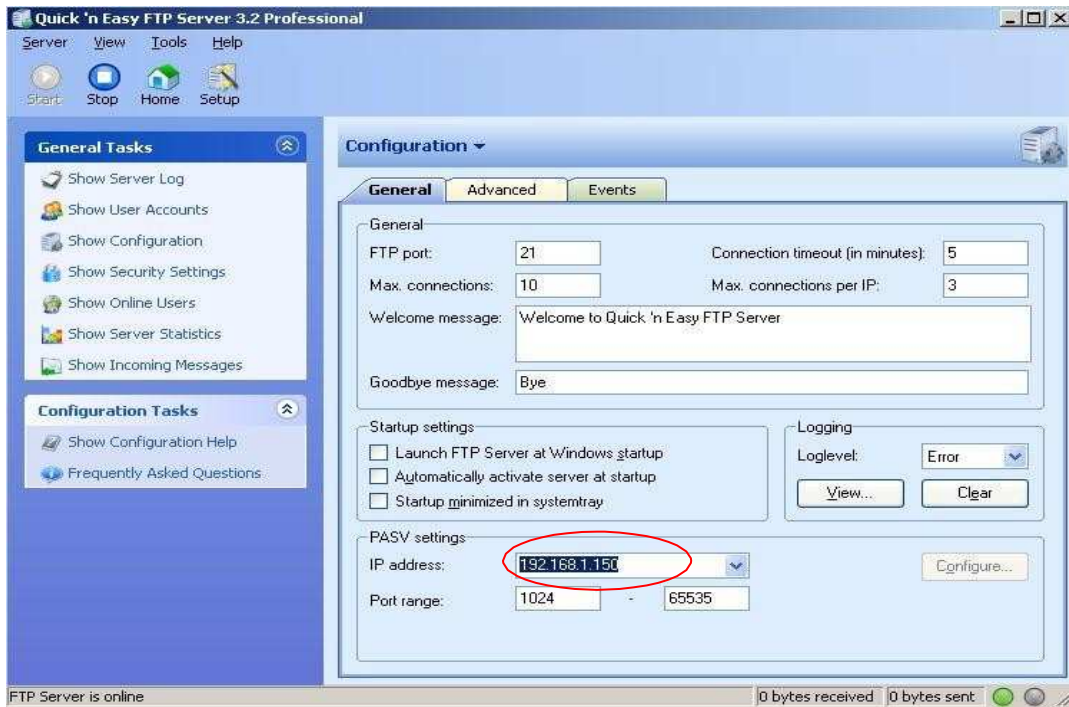 Quick 'n Easy FTP Server 3.2 Professional
Server View Tools Help
Start Stop Home Setup
General Tasks
Show Server Log
Show User Accounts
Show Configuration
Show Security Settings
Show Online Users
Show Server Statistics
Show Incoming Messages
Configuration Tasks
Show Configuration Help
Frequently Asked Questions
Configuration
General Advanced Events
General
FTP port: 21 Connection timeout (in minutes): 5
Max. connections: 10 Max. connections per IP: 3
Welcome message: Welcome to Quick 'n Easy FTP Server
Goodbye message: Bye
Startup settings
Launch FTP Server at Windows startup
Automatically activate server at startup
Startup minimized in systemtray
Logging
Loglevel: Error
View... Clear
PASV settings
IP address: 192.168.1.150 Configure...
Port range: 1024 - 65535
FTP Server is online 0 bytes received 0 bytes sent